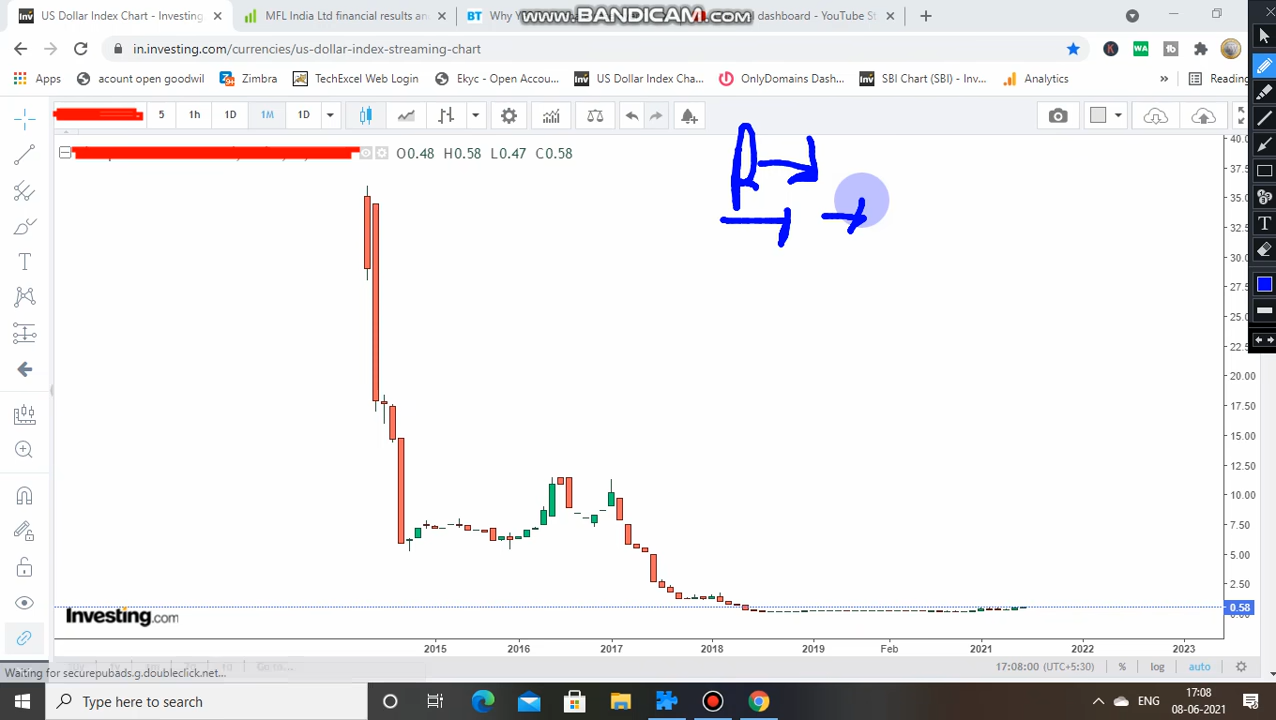 US Dollar Index Chart - Investing
MFL India Ltd financial results an
Why Y
www.BANDICAM.com
dashboard - YouTube St
in.investing.com/currencies/us-dollar-index-streaming-chart
Apps
acount open goodwil
Zimbra
TechExcel Web Login
Ekyc - Open Accou...
US Dollar Index Cha...
OnlyDomains Dash...
SBI Chart (SBI) - Inv...
Analytics
Reading
5 1h 1D 1M 1D
O0.48 H0.58 L0.47 C0.58
40.
37.5
35.0
32.5
30.0
27.5
25.0
22.5
20.00
17.50
15.00
12.50
10.00
7.50
5.00
2.50
0.58
Investing.com
2015 2016 2017 2018 2019 Feb 2021 2022 2023
17:08:00 (UTC+5:30) % log auto
Waiting for securepubads.g.doubleclick.net...
Type here to search
ENG
17:08
08-06-2021